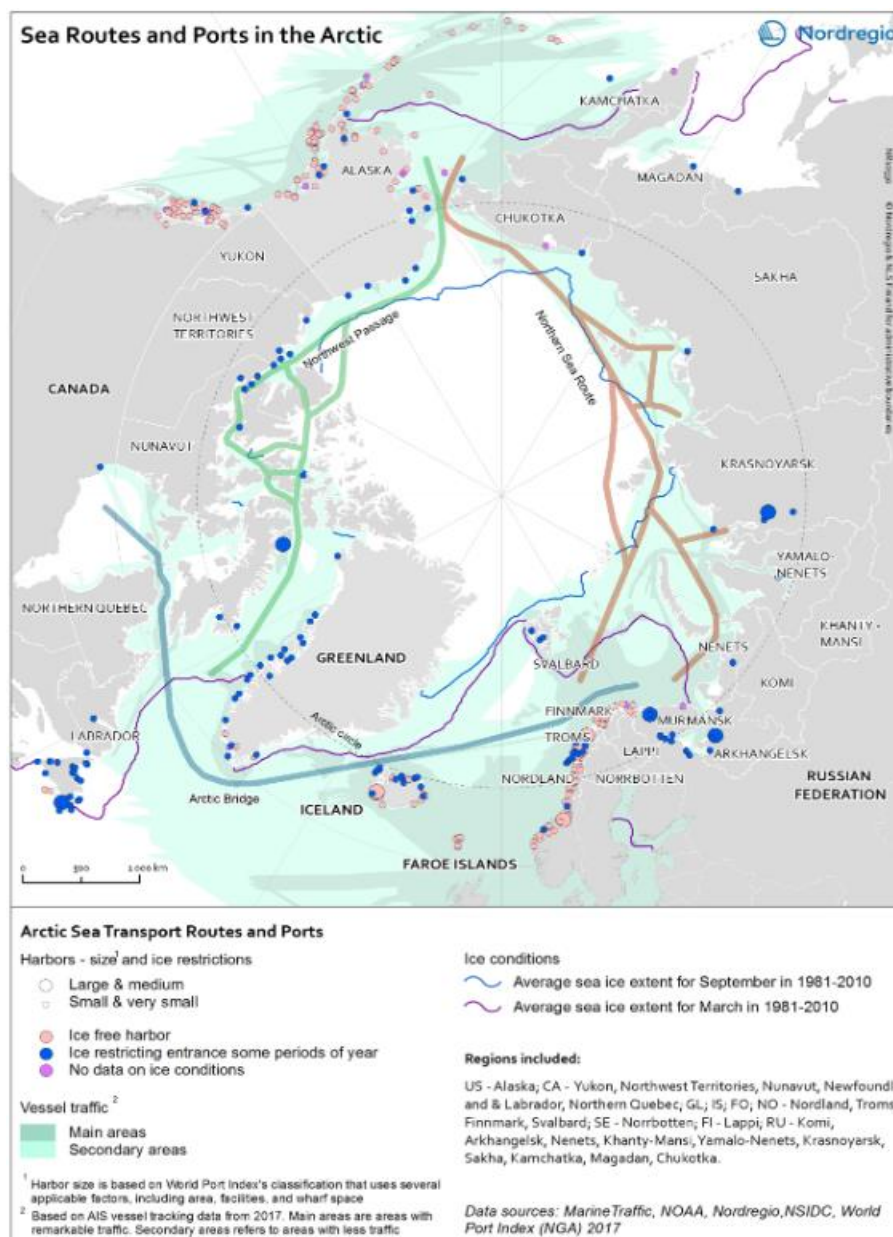 Sea Routes and Ports in the Arctic
Nordregio
KAMCHATKA
ALASKA
MAGADAN
CHUKOTKA
YUKON
SAKHA
NORTHWEST
TERRITORIES
Northwest Passage
Northern Sea Route
CANADA
NUNAVUT
KRASNOYARSK
YAMALO-
NENETS
NORTHERN QUEBEC
KHANTY-
MANSI
GREENLAND
SVALBARD
NENETS
KOMI
FINNMARK
LABRADOR
Arctic circle
TROMS
MURMANSK
LAPPI
ARKHANGELSK
NORDLAND
NORRBOTTEN
Arctic Bridge
ICELAND
RUSSIAN
FEDERATION
FAROE ISLANDS
0 500 1 000 km
Arctic Sea Transport Routes and Ports
Harbors - size1 and ice restrictions
Large & medium
Small & very small
Ice free harbor
Ice restricting entrance some periods of year
No data on ice conditions
Vessel traffic 2
Main areas
Secondary areas
1 Harbor size is based on World Port Index's classification that uses several
applicable factors, including area, facilities, and wharf space
2 Based on AIS vessel tracking data from 2017. Main areas are areas with
remarkable traffic. Secondary areas refers to areas with less traffic
Ice conditions
Average sea ice extent for September in 1981-2010
Average sea ice extent for March in 1981-2010
Regions included:
US - Alaska; CA - Yukon, Northwest Territories, Nunavut, Newfoundl
and & Labrador, Northern Quebec; GL; IS; FO; NO - Nordland, Troms
Finnmark, Svalbard; SE - Norrbotten; FI - Lappi; RU - Komi,
Arkhangelsk, Nenets, Khanty-Mansi, Yamalo-Nenets, Krasnoyarsk,
Sakha, Kamchatka, Magadan, Chukotka.
Data sources: MarineTraffic, NOAA, Nordregio,NSIDC, World
Port Index (NGA) 2017